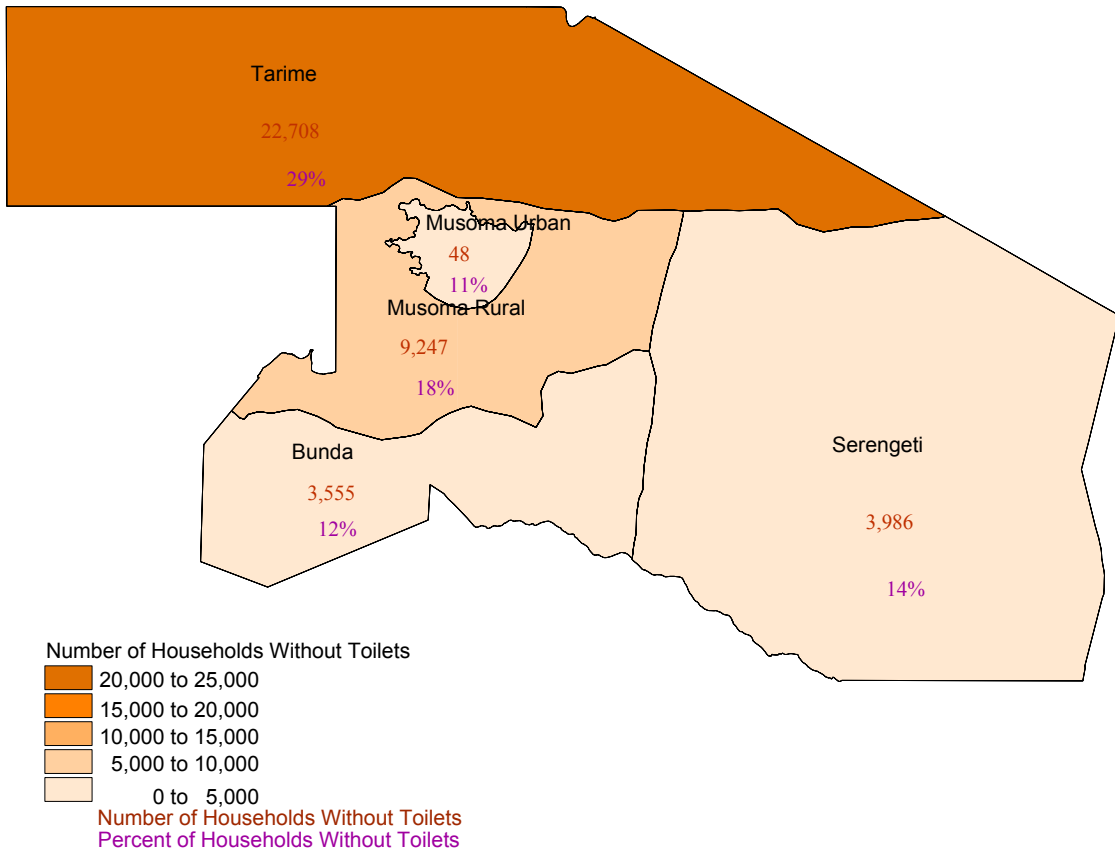 Tarime
22,708
29%
Musoma Urban
48
11%
Musoma Rural
9,247
18%
Bunda
3,555
12%
Serengeti
3,986
14%
Number of Households Without Toilets
20,000 to 25,000
15,000 to 20,000
10,000 to 15,000
5,000 to 10,000
0 to 5,000
Number of Households Without Toilets
Percent of Households Without Toilets